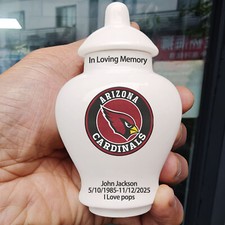 In Loving Memory
ARIZONA
CARDINALS
John Jackson
5/10/1985-11/12/2025
I Love pops